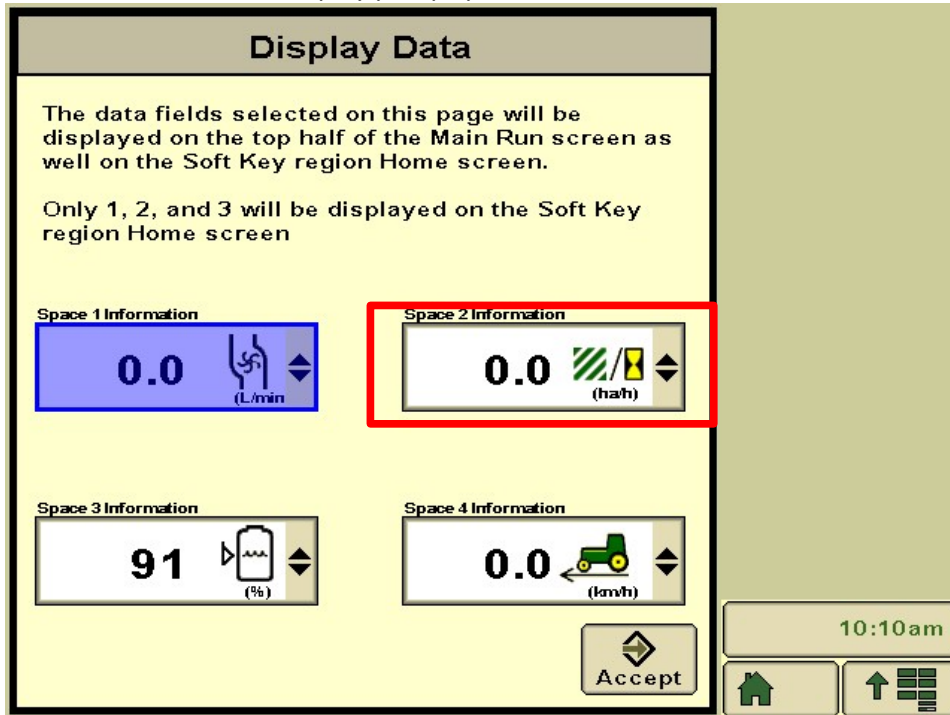 Display Data
The data fields selected on this page will be
displayed on the top half of the Main Run screen as
well on the Soft Key region Home screen.
Only 1, 2, and 3 will be displayed on the Soft Key
region Home screen
Space 1 Information
0.0
(L/min
Space 2 Information
0.0
/
(ha/h)
Space 3 Information
91
(%)
Space 4 Information
0.0
(km/h)
Accept
10:10am